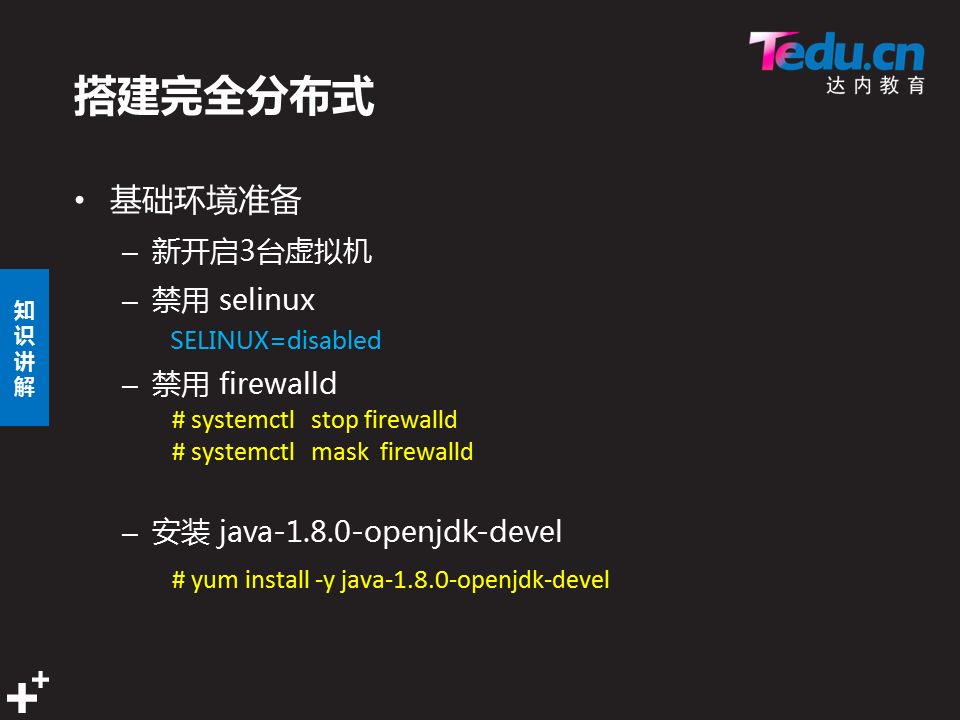 Tedu.cn
达内教育
搭建完全分布式
• 基础环境准备
– 新开启3台虚拟机
– 禁用 selinux
SELINUX=disabled
– 禁用 firewalld
# systemctl stop firewalld
# systemctl mask firewalld
– 安装 java-1.8.0-openjdk-devel
# yum install -y java-1.8.0-openjdk-devel
知识讲解